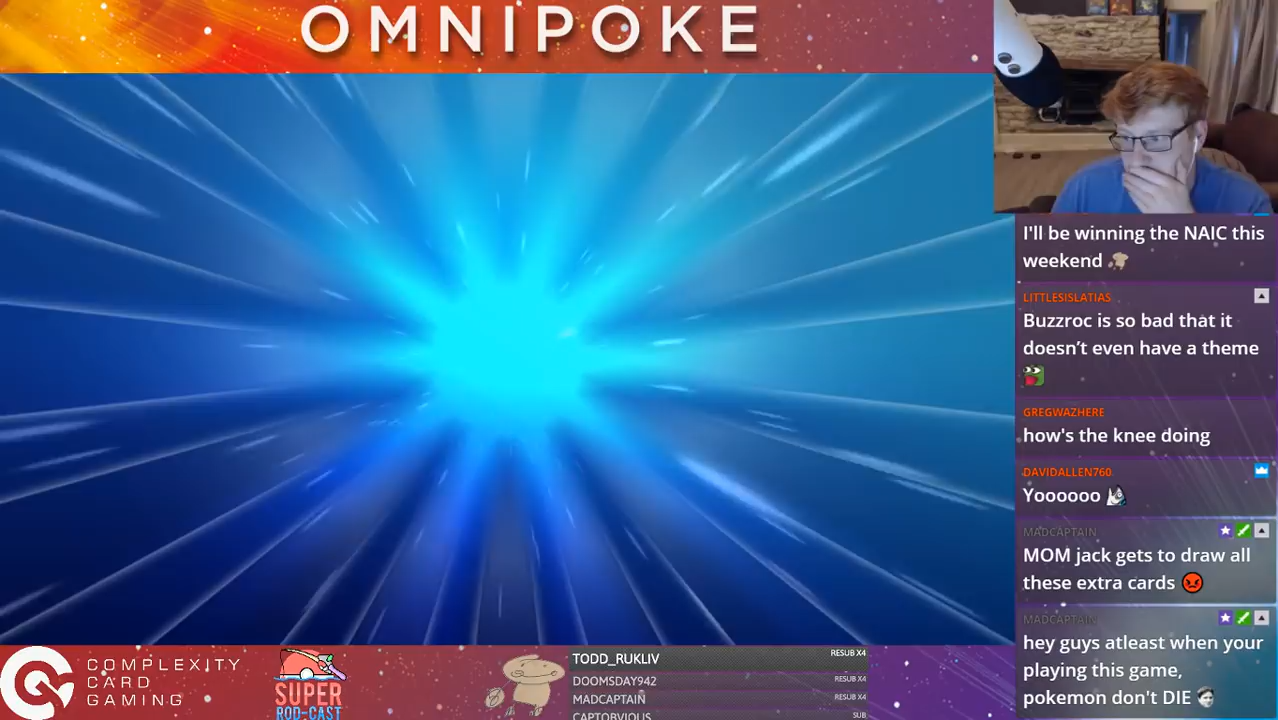 OMNIPOKE
I'll be winning the NAIC this
weekend
LITTLESISLATIAS
Buzzroc is so bad that it
doesn't even have a theme
GREGWAZHERE
how's the knee doing
DAVIDALLEN760
Yoooooo
MADCAPTAIN
MOM jack gets to draw all
these extra cards
MADCAPTAIN
hey guys atleast when your
playing this game,
pokemon don't DIE
COMPLEXITY
CARD
GAMING
SUPER
ROD-CAST
TODD_RUKLIV RESUB X4
DOOMSDAY942 RESUB X4
MADCAPTAIN RESUB X4
CAPTOBVIOUS SUB